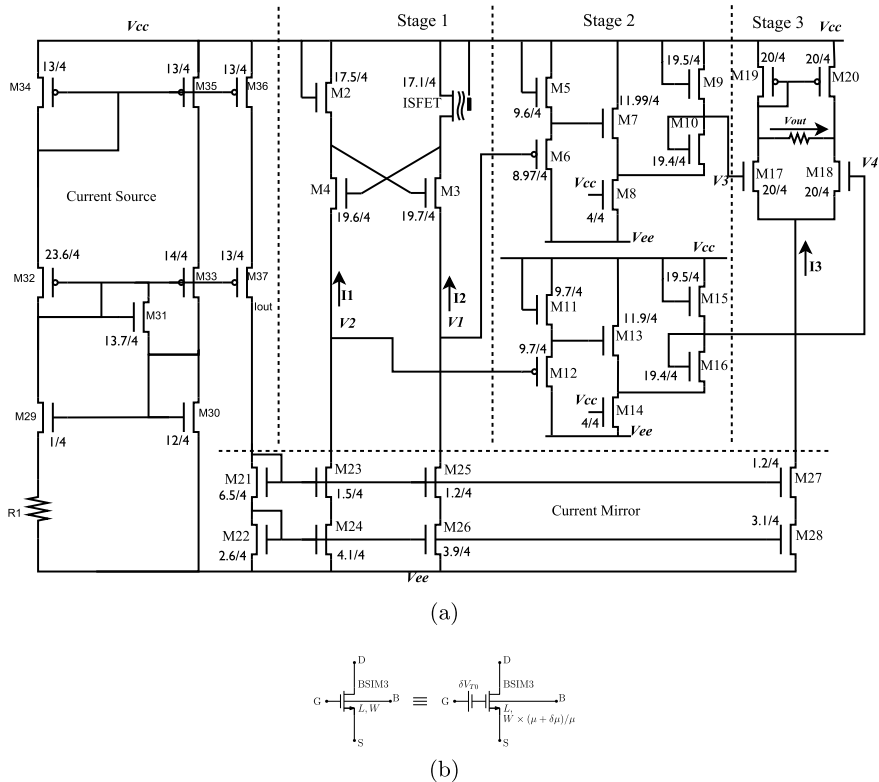 Vcc
Stage 1
Stage 2
Stage 3
Vcc
M34
13/4
13/4
M35
13/4
M36
17.5/4
M2
17.1/4
ISFET
M5
9.6/4
11.99/4
M7
19.5/4
M9
M10
19.4/4
M19
20/4
20/4
M20
Vout
Current Source
M4
19.6/4
M3
19.7/4
M6
8.97/4
Vcc
M8
4/4
Vee
V3
M17
20/4
M18
20/4
V4
23.6/4
M32
14/4
M33
13/4
M37
Iout
M31
13.7/4
I1
V2
I2
V1
Vcc
9.7/4
M11
11.9/4
M13
9.7/4
M12
19.5/4
M15
M16
19.4/4
I3
M29
1/4
M30
12/4
Vcc
M14
4/4
Vee
R1
M21
6.5/4
M23
1.5/4
M25
1.2/4
1.2/4
M27
Current Mirror
M22
2.6/4
M24
4.1/4
M26
3.9/4
3.1/4
M28
Vee
(a)
D
BSIM3
G
B
L, W
S
≡
D
δV_T0
BSIM3
G
B
L,
W × (μ + δμ)/μ
S
(b)